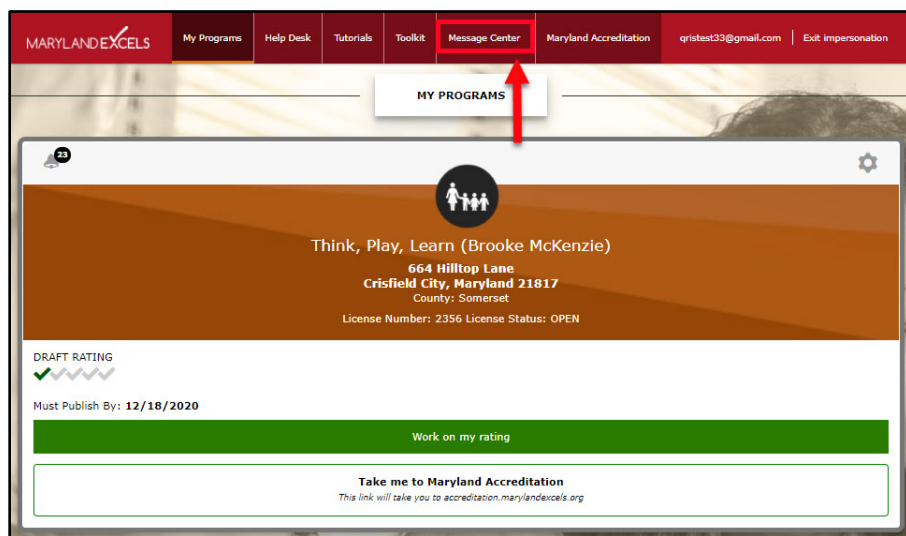 MARYLAND EXCELS
My Programs
Help Desk
Tutorials
Toolkit
Message Center
Maryland Accreditation
qristest33@gmail.com
Exit impersonation
MY PROGRAMS
23
Think, Play, Learn (Brooke McKenzie)
664 Hilltop Lane
Crisfield City, Maryland 21817
County: Somerset
License Number: 2356 License Status: OPEN
DRAFT RATING
Must Publish By: 12/18/2020
Work on my rating
Take me to Maryland Accreditation
This link will take you to accreditation.marylandexcels.org